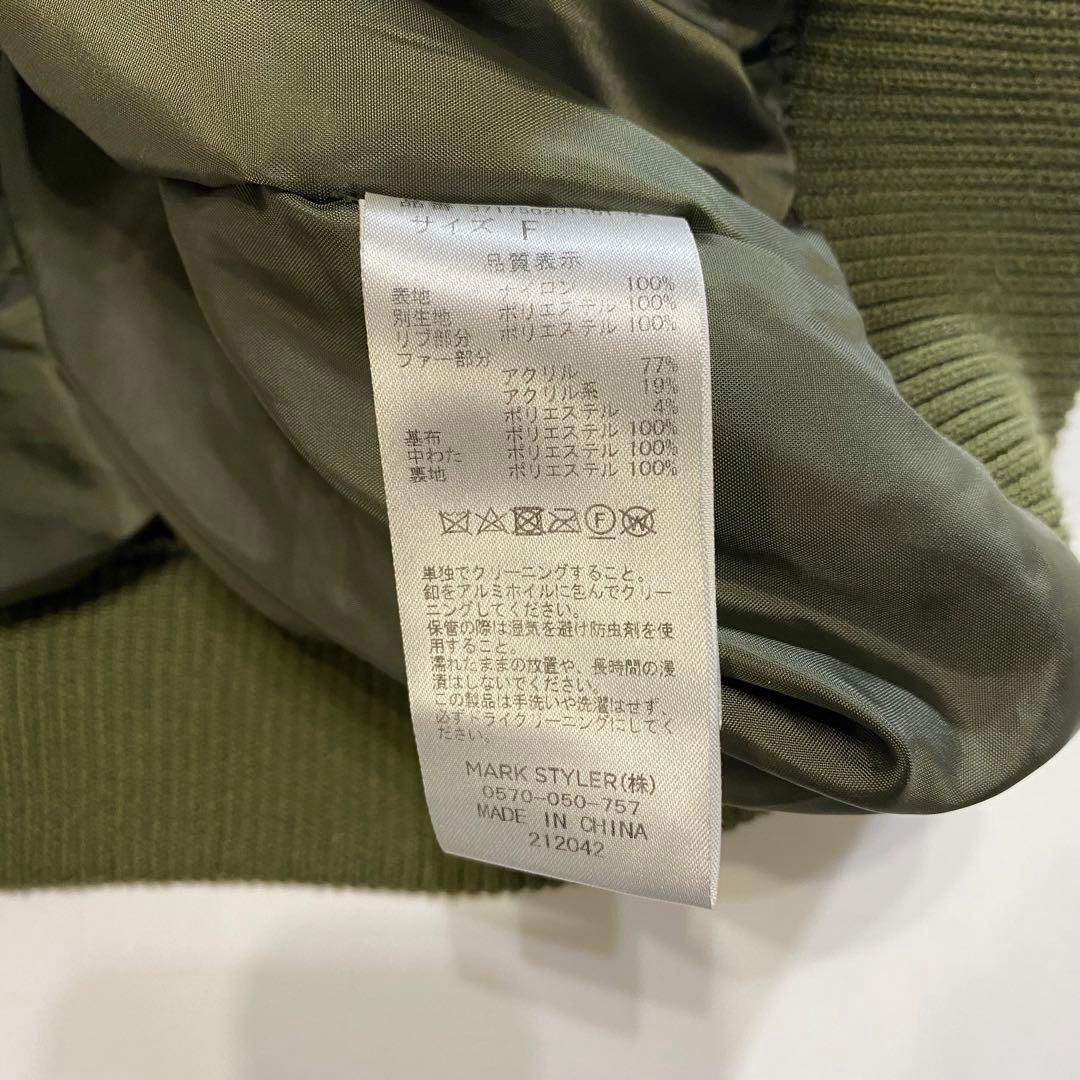 サイズ F
品質表示
表地 ナイロン 100%
別生地 ポリエステル 100%
リブ部分 ポリエステル 100%
ファー部分
アクリル 77%
アクリル系 19%
ポリエステル 4%
基布 ポリエステル 100%
中わた ポリエステル 100%
裏地 ポリエステル 100%
単独でクリーニングすること。
釦をアルミホイルに包んでクリー
ニングしてください。
保管の際は湿気を避け防虫剤を使
用すること。
濡れたままの放置や、長時間の浸
漬はしないでください。
この製品は手洗いや洗濯はせず、
必ずドライクリーニングにしてく
ださい。
MARK STYLER(株)
0570-050-757
MADE IN CHINA
212042